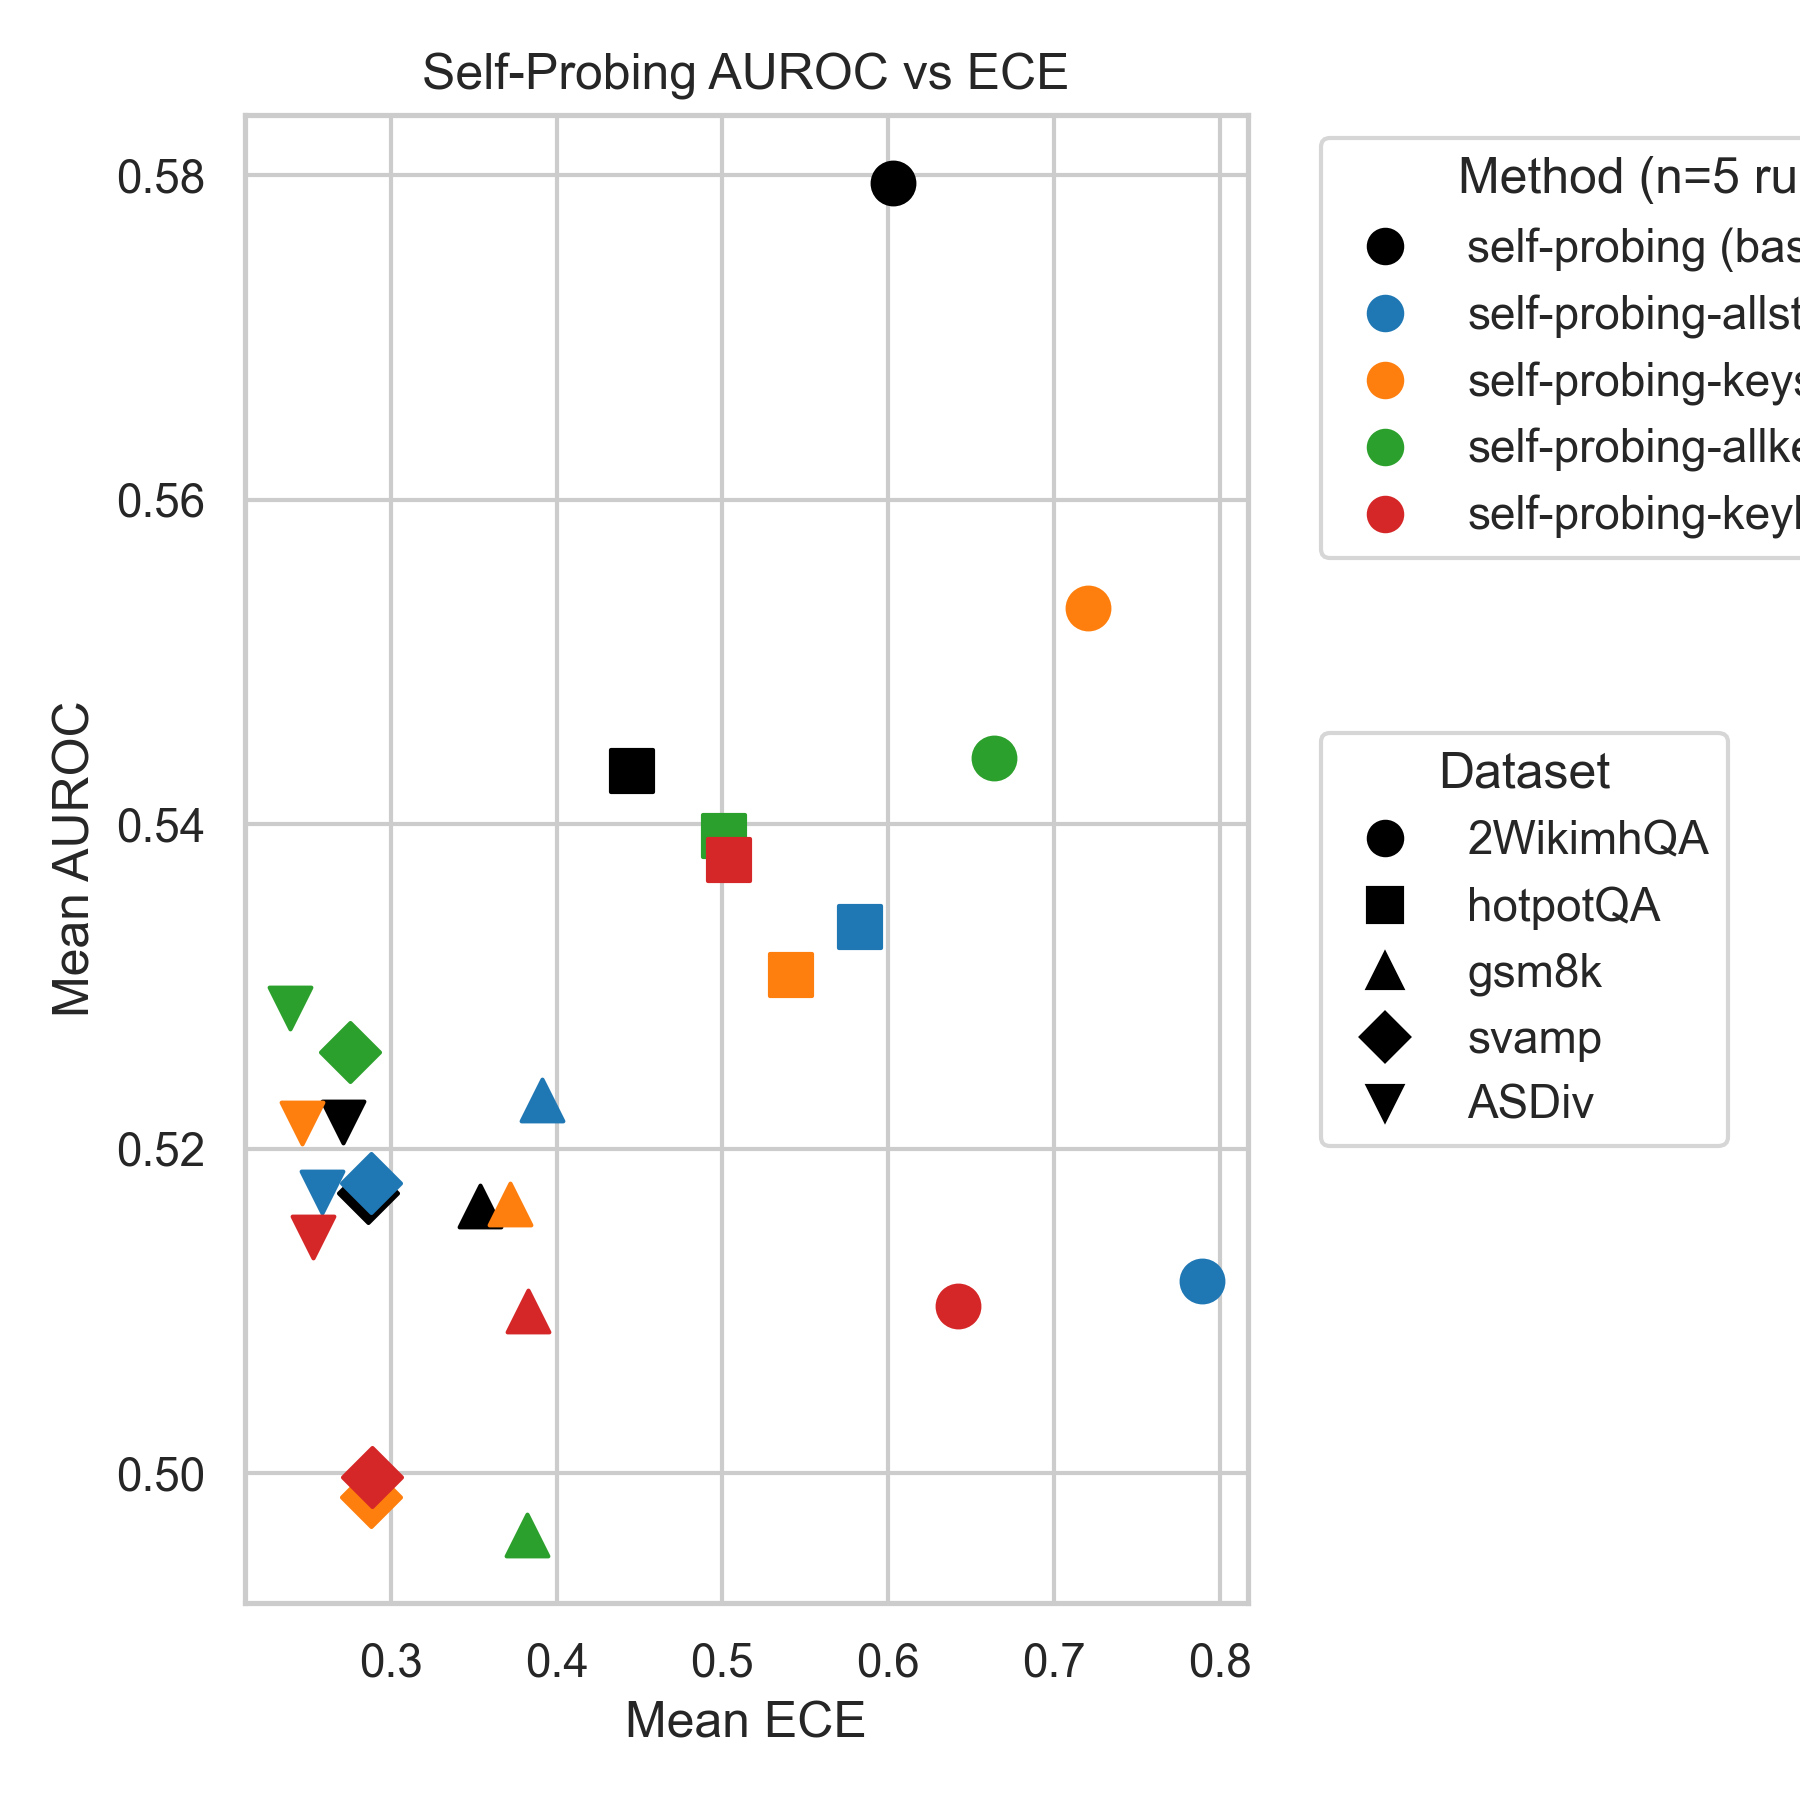 Self-Probing AUROC vs ECE
0.58
0.56
0.54
0.52
0.50
Mean AUROC
0.3 0.4 0.5 0.6 0.7 0.8
Mean ECE
Method (n=5 ru
self-probing (bas
self-probing-allst
self-probing-keys
self-probing-allke
self-probing-key
Dataset
2WikimhQA
hotpotQA
gsm8k
svamp
ASDiv